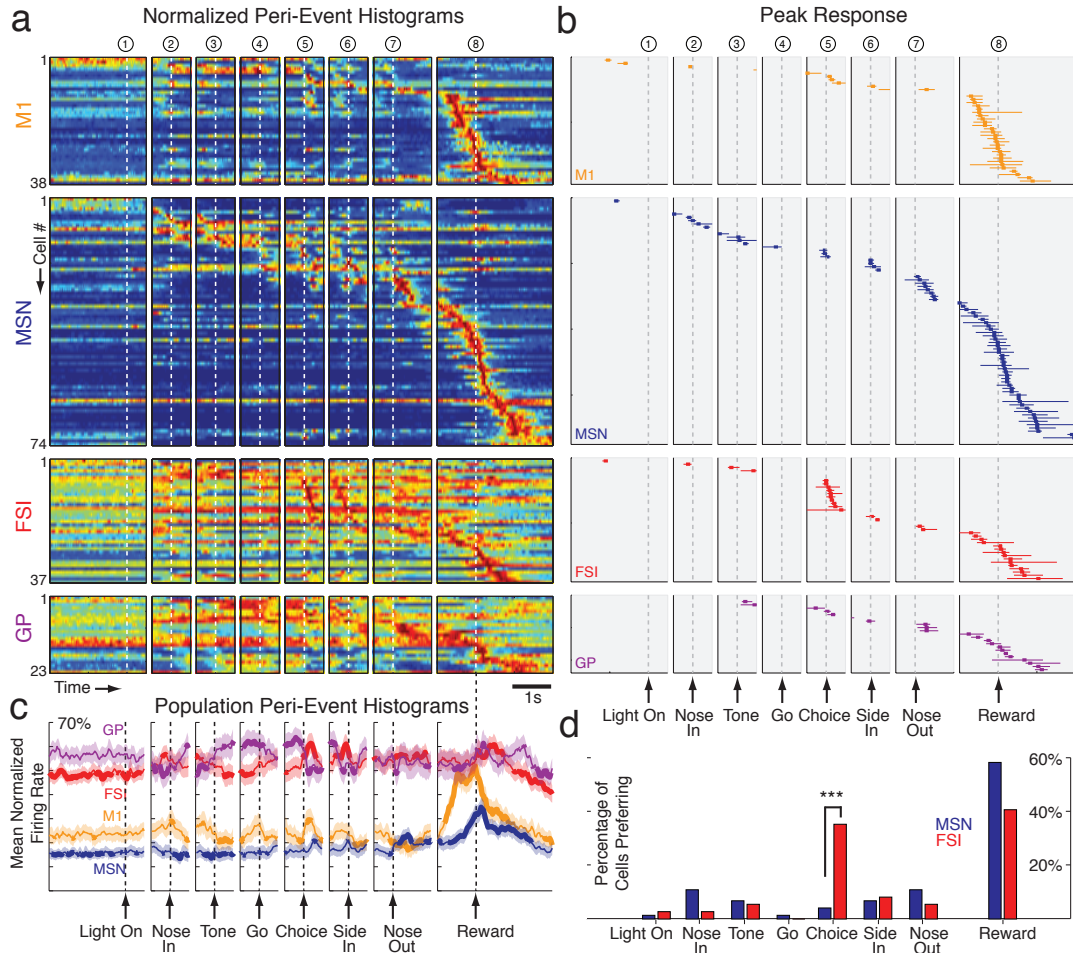 a Normalized Peri-Event Histograms
1 2 3 4 5 6 7 8
1
M1
38
1
Cell #
MSN
74
1
FSI
37
1
GP
23
Time
1s
b Peak Response
1 2 3 4 5 6 7 8
M1
MSN
FSI
GP
Light On Nose In Tone Go Choice Side In Nose Out Reward
c Population Peri-Event Histograms
70%
Mean Normalized
Firing Rate
GP
FSI
M1
MSN
Light On Nose In Tone Go Choice Side In Nose Out Reward
d
Percentage of
Cells Preferring
60%
40%
20%
***
MSN
FSI
Light On Nose In Tone Go Choice Side In Nose Out Reward